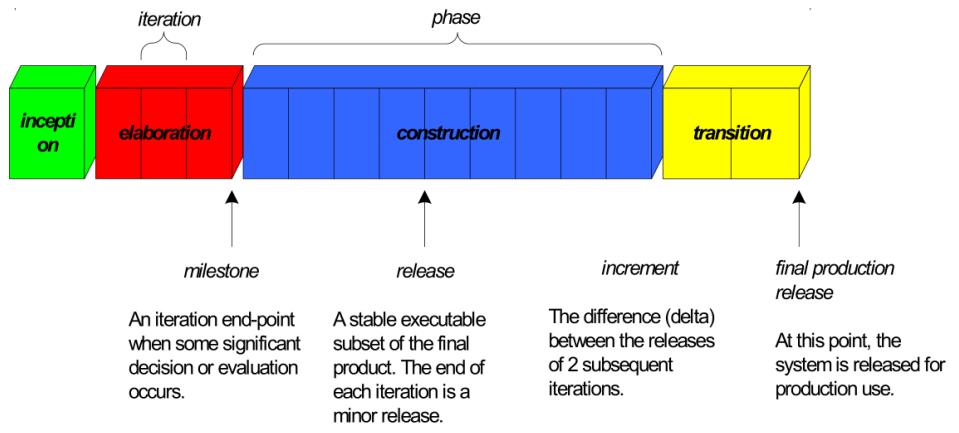 iteration
phase
incepti
on
elaboration
construction
transition
milestone
An iteration end-point
when some significant
decision or evaluation
occurs.
release
A stable executable
subset of the final
product. The end of
each iteration is a
minor release.
increment
The difference (delta)
between the releases
of 2 subsequent
iterations.
final production
release
At this point, the
system is released for
production use.